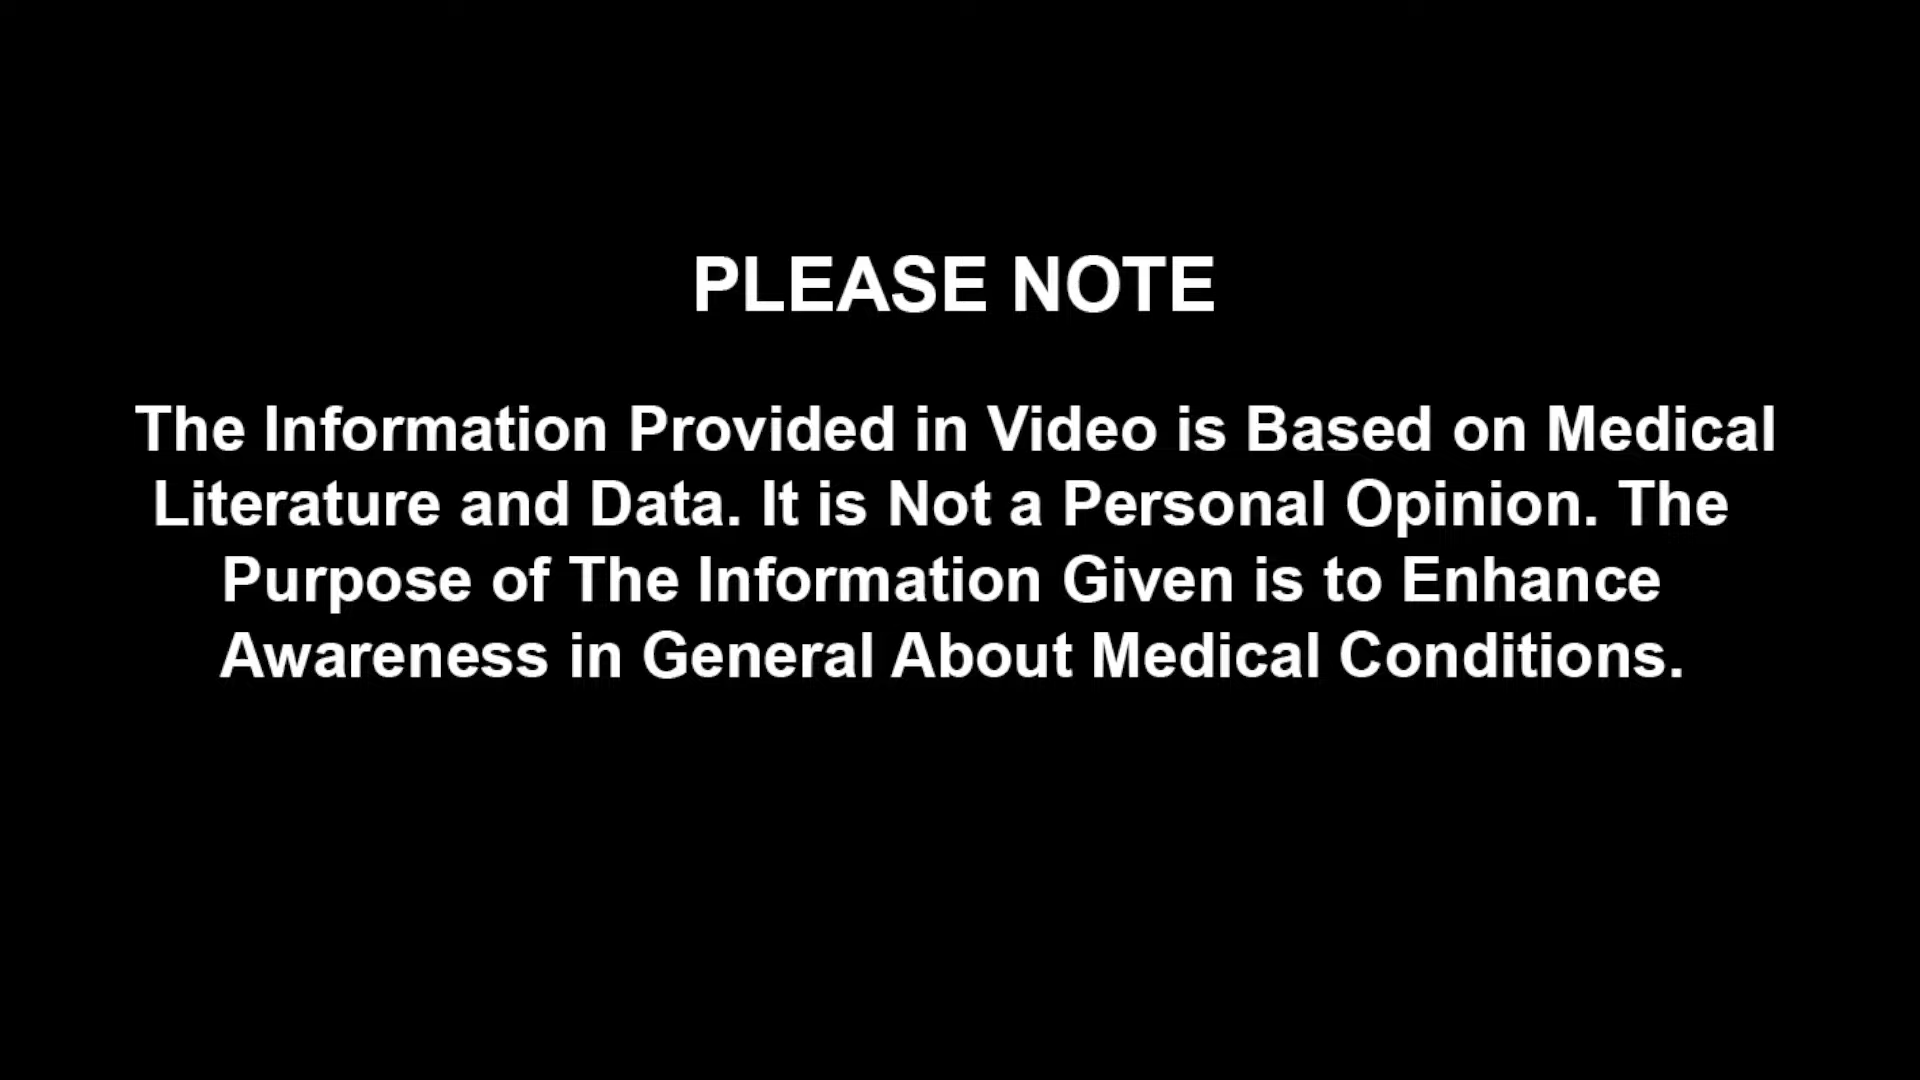 PLEASE NOTE
The Information Provided in Video is Based on Medical
Literature and Data. It is Not a Personal Opinion. The
Purpose of The Information Given is to Enhance
Awareness in General About Medical Conditions.